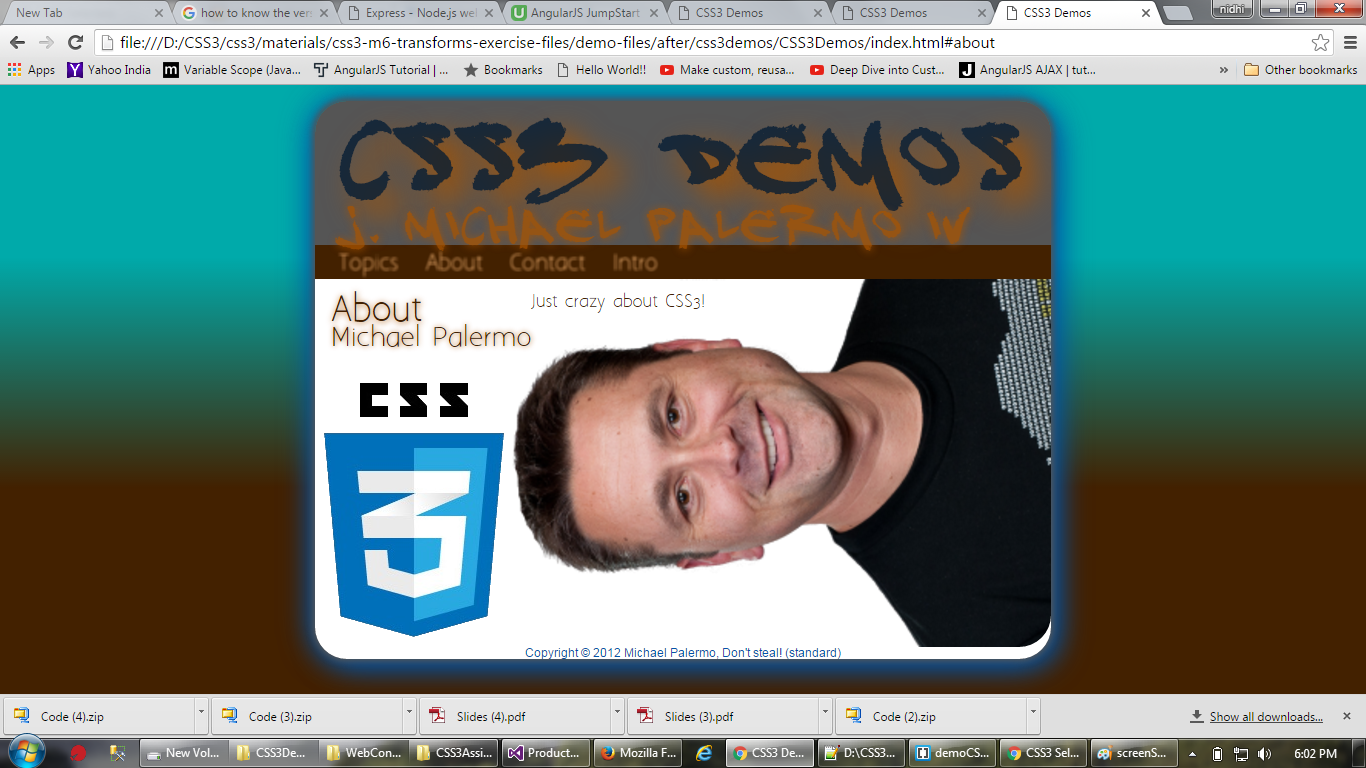 New Tab
how to know the ver
Express - Node.js we
AngularJS JumpStart
CSS3 Demos
CSS3 Demos
CSS3 Demos
nidhi
file:///D:/CSS3/css3/materials/css3-m6-transforms-exercise-files/demo-files/after/css3demos/CSS3Demos/index.html#about
Apps
Yahoo India
Variable Scope (Java...
AngularJS Tutorial | ...
Bookmarks
Hello World!!
Make custom, reusa...
Deep Dive into Cust...
AngularJS AJAX | tut...
»
Other bookmarks
CSS3 DEMOS
J. MICHAEL PALERMO IV
Topics About Contact Intro
About
Michael Palermo
Just crazy about CSS3!
CSS
3
Copyright © 2012 Michael Palermo, Don't steal! (standard)
Code (4).zip
Code (3).zip
Slides (4).pdf
Slides (3).pdf
Code (2).zip
Show all downloads...
New Vol...
CSS3De...
WebCon...
CSS3Assi...
Product...
Mozilla F...
CSS3 De...
D:\CSS3...
demoCS...
CSS3 Sel...
screenS...
6:02 PM